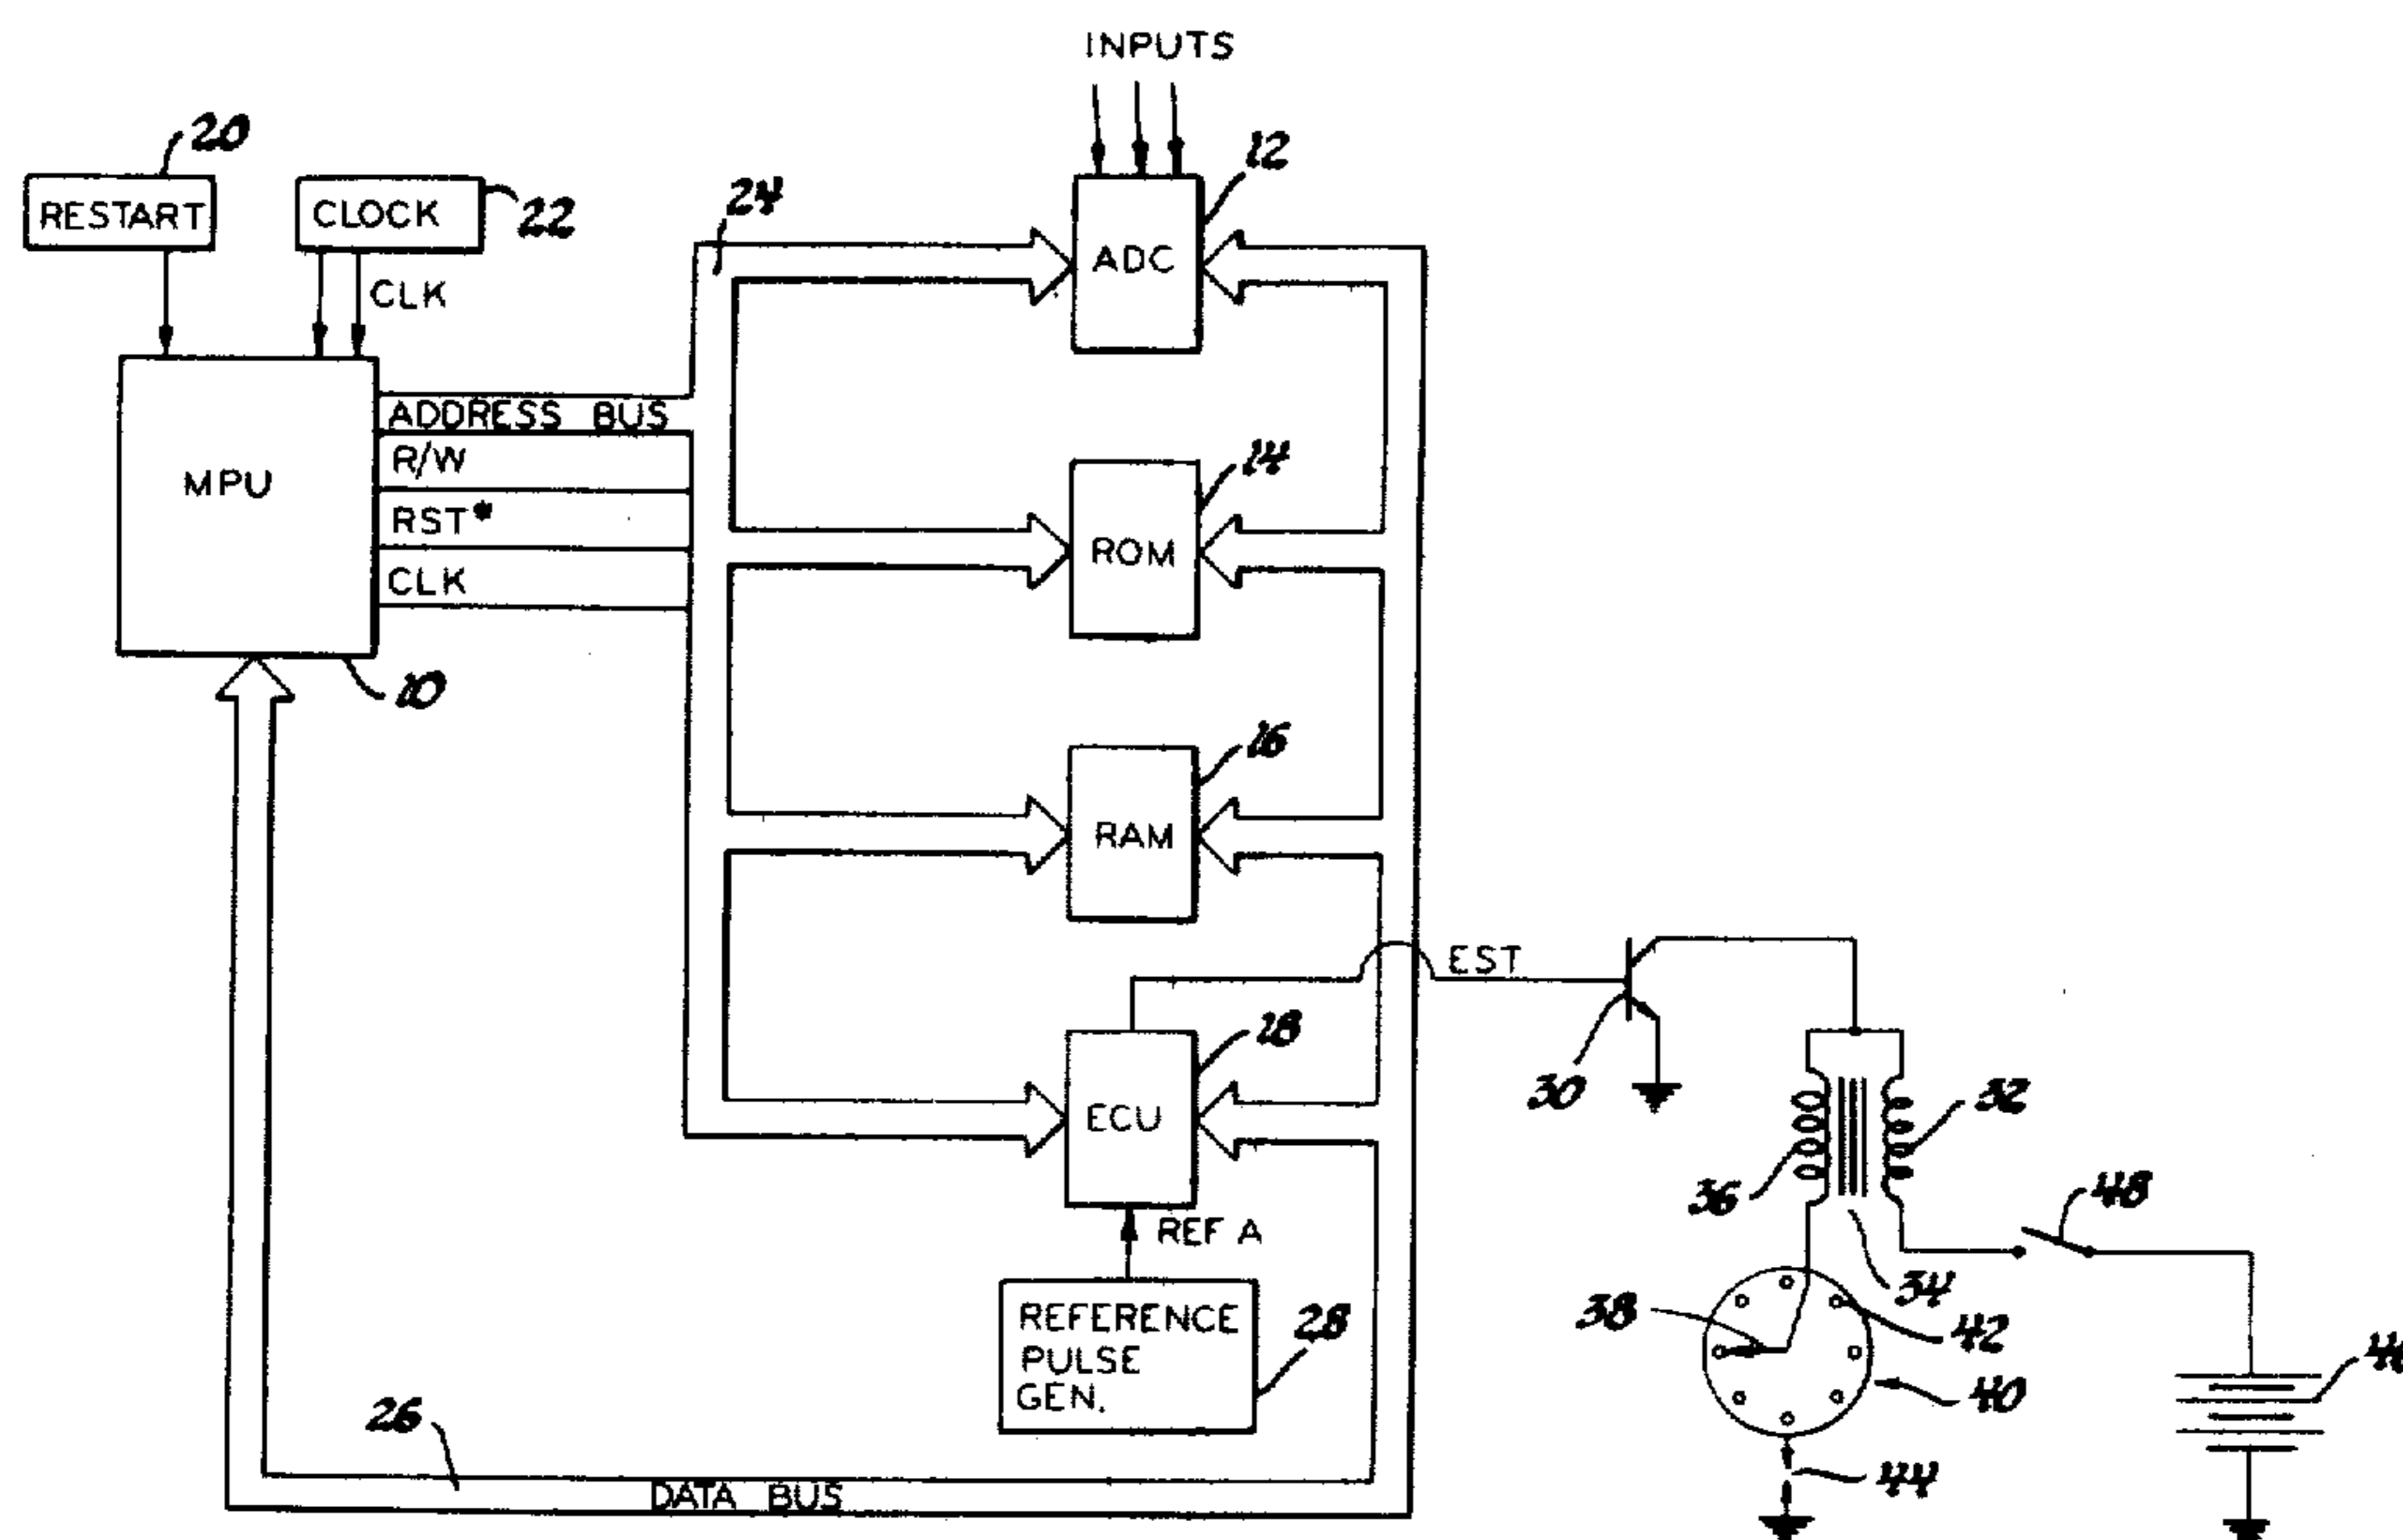 INPUTS
20
12
RESTART
CLOCK
22
24
ADC
CLK
ADDRESS BUS
R/W
MPU
RST*
CLK
14
ROM
10
16
RAM
EST
18
ECU
30
32
36
48
REF A
34
REFERENCE
PULSE
GEN.
28
38
42
40
26
DATA BUS
44